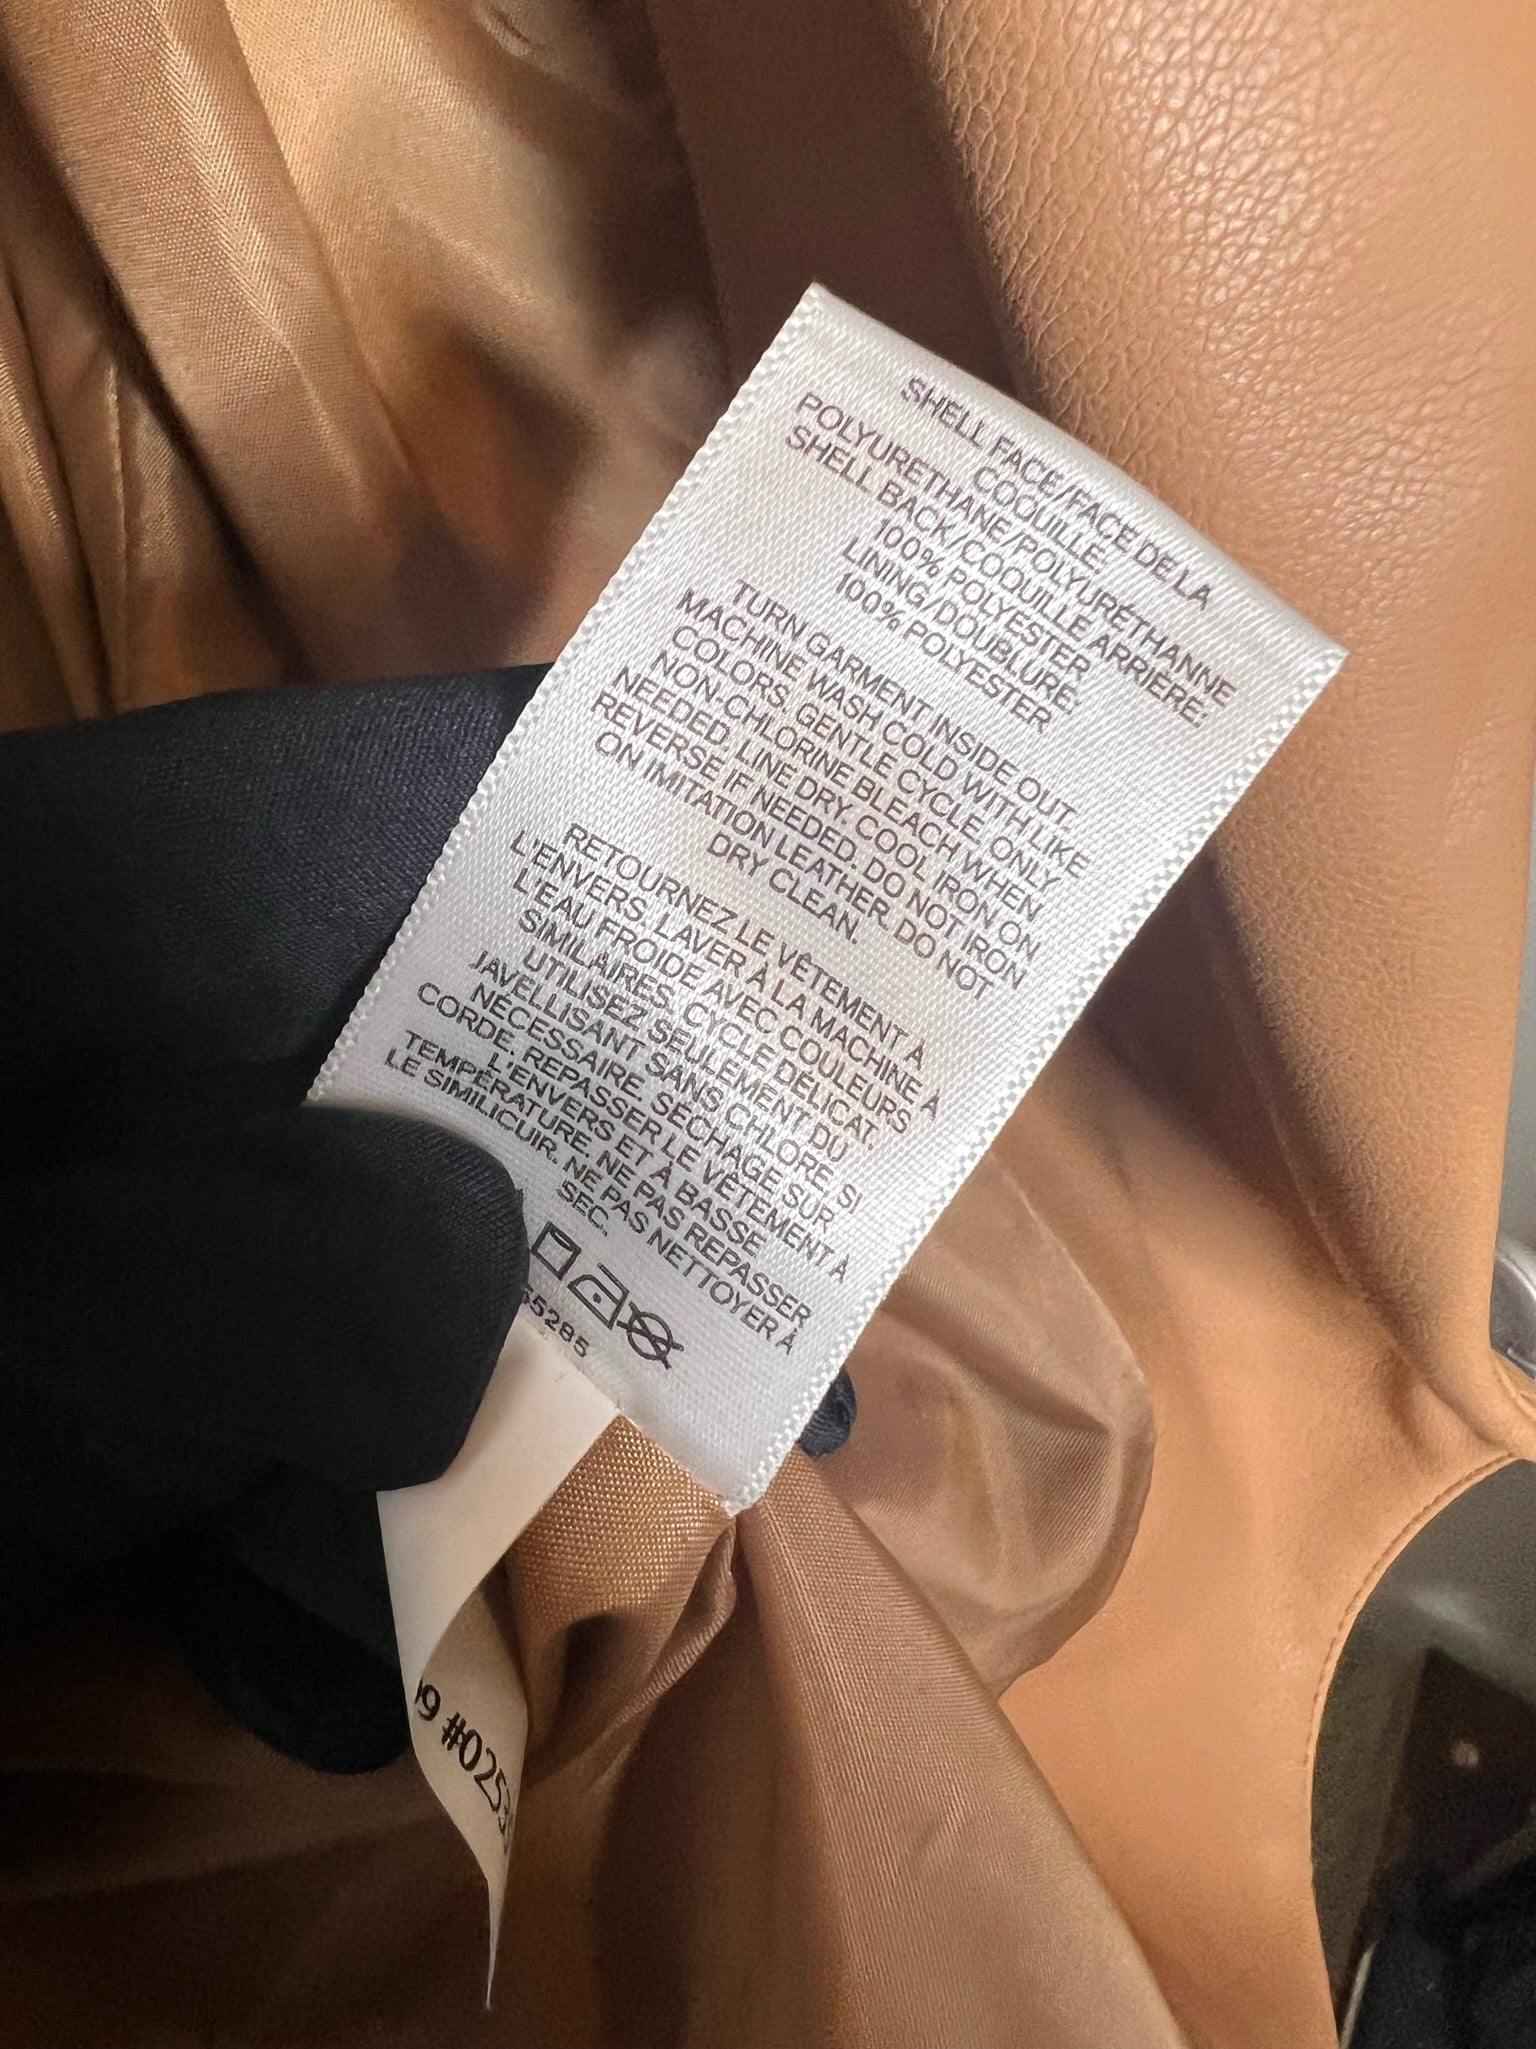 SHELL FACE/FACE DE LA
COQUILLE:
POLYURETHANE/POLYURÉTHANNE
SHELL BACK/COQUILLE ARRIÈRE:
100% POLYESTER
LINING/DOUBLURE:
100% POLYESTER
TURN GARMENT INSIDE OUT.
MACHINE WASH COLD WITH LIKE
COLORS, GENTLE CYCLE. ONLY
NON-CHLORINE BLEACH WHEN
NEEDED. LINE DRY. COOL IRON ON
REVERSE IF NEEDED. DO NOT IRON
ON IMITATION LEATHER. DO NOT
DRY CLEAN.
RETOURNEZ LE VÊTEMENT À
L'ENVERS. LAVER À LA MACHINE À
L'EAU FROIDE AVEC COULEURS
SIMILAIRES, CYCLE DÉLICAT.
UTILISEZ SEULEMENT DU
JAVELLISANT SANS CHLORE, SI
NÉCESSAIRE. SÉCHAGE SUR
CORDE. REPASSER LE VÊTEMENT À
L'ENVERS ET À BASSE
TEMPÉRATURE. NE PAS REPASSER
LE SIMILICUIR. NE PAS NETTOYER À
SEC.
55285
9 #0253